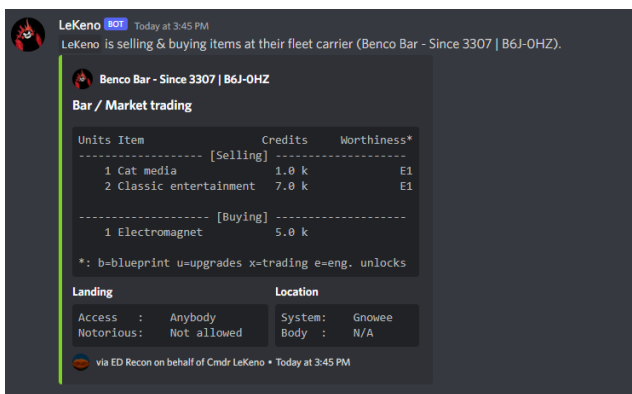 LeKeno BOT Today at 3:45 PM
LeKeno is selling & buying items at their fleet carrier (Benco Bar - Since 3307 | B6J-0HZ).
Benco Bar - Since 3307 | B6J-0HZ
Bar / Market trading
Units Item Credits Worthiness*
------------------- [Selling] --------------------
1 Cat media 1.0 k E1
2 Classic entertainment 7.0 k E1
-------------------- [Buying] --------------------
1 Electromagnet 5.0 k
*: b=blueprint u=upgrades x=trading e=eng. unlocks
Landing Location
Access : Anybody System: Gnowee
Notorious: Not allowed Body : N/A
via ED Recon on behalf of Cmdr LeKeno • Today at 3:45 PM